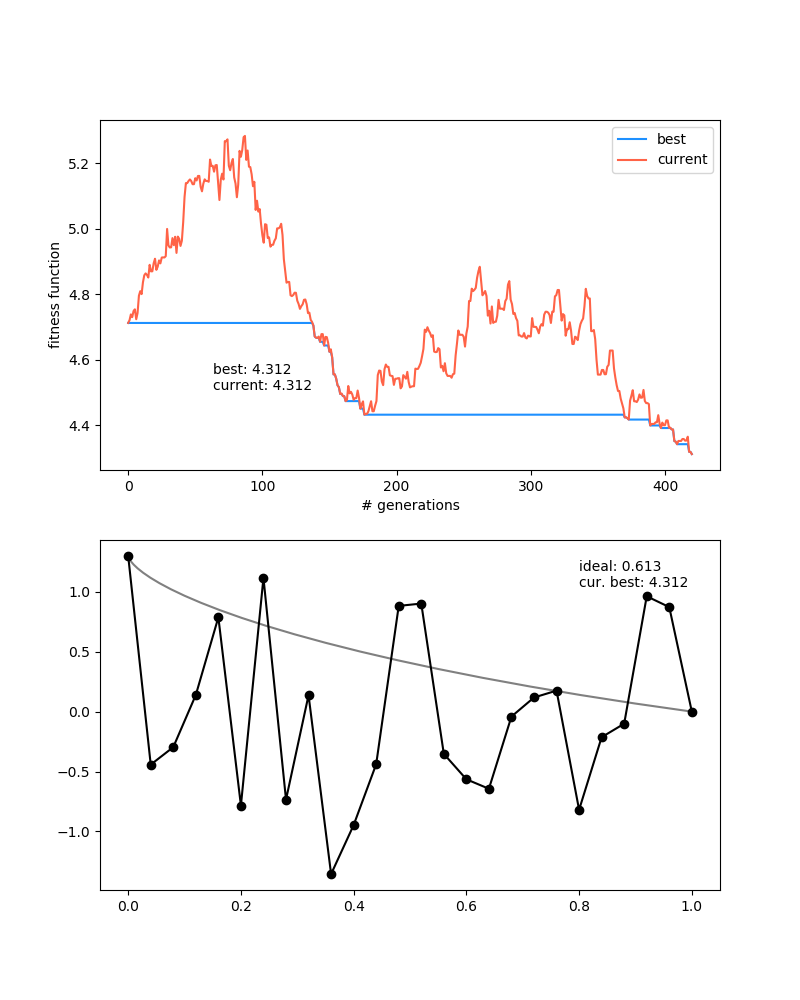 best
current
5.2
5.0
4.8
4.6
4.4
fitness function
best: 4.312
current: 4.312
0 100 200 300 400
# generations
ideal: 0.613
cur. best: 4.312
1.0
0.5
0.0
−0.5
−1.0
0.0 0.2 0.4 0.6 0.8 1.0